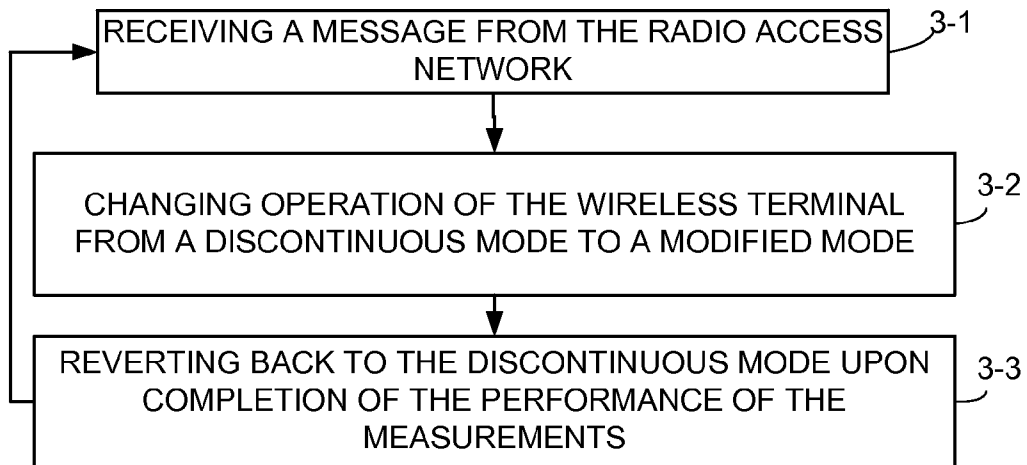 RECEIVING A MESSAGE FROM THE RADIO ACCESS
NETWORK
3-1
CHANGING OPERATION OF THE WIRELESS TERMINAL
FROM A DISCONTINUOUS MODE TO A MODIFIED MODE
3-2
REVERTING BACK TO THE DISCONTINUOUS MODE UPON
COMPLETION OF THE PERFORMANCE OF THE
MEASUREMENTS
3-3